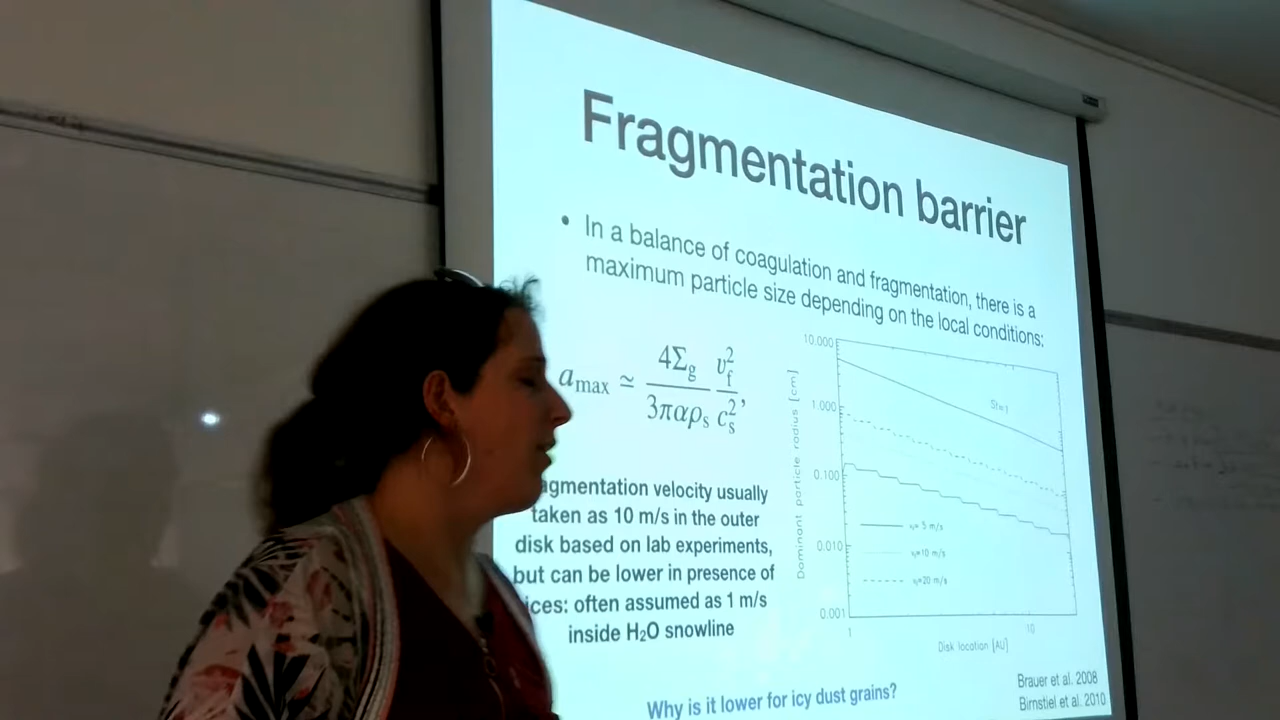 Fragmentation barrier
• In a balance of coagulation and fragmentation, there is a
maximum particle size depending on the local conditions:
a_max ≃ 4Σ_g / 3παρ_s v_f^2 / c_s^2,
agmentation velocity usually
taken as 10 m/s in the outer
disk based on lab experiments,
but can be lower in presence of
ices: often assumed as 1 m/s
inside H₂O snowline
10.000
1.000
0.100
0.010
0.001
Dominant particle radius [cm]
v_f= 5 m/s
v_f=10 m/s
v_f=20 m/s
1
10
Disk location [AU]
Brauer et al. 2008
Birnstiel et al. 2010
Why is it lower for icy dust grains?